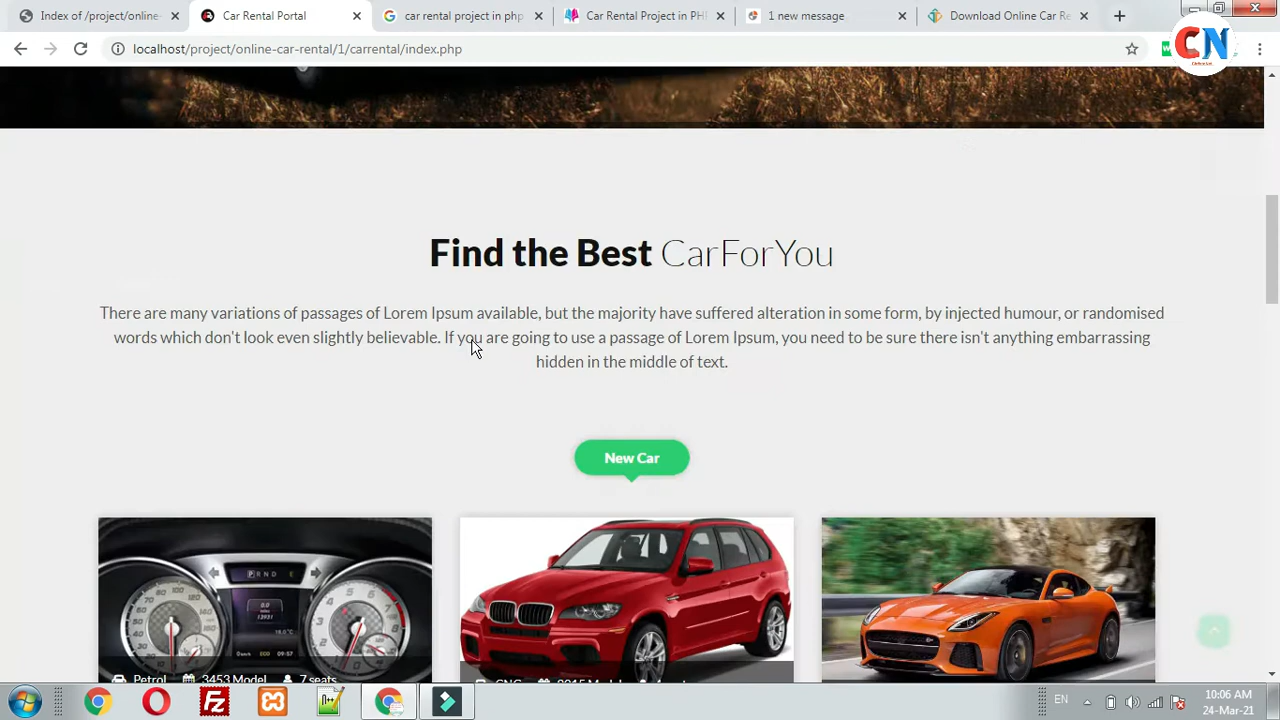 Index of /project/online-
Car Rental Portal
car rental project in php
Car Rental Project in PH
1 new message
Download Online Car Re
localhost/project/online-car-rental/1/carrental/index.php
CN
Find the Best CarForYou
There are many variations of passages of Lorem Ipsum available, but the majority have suffered alteration in some form, by injected humour, or randomised
words which don't look even slightly believable. If you are going to use a passage of Lorem Ipsum, you need to be sure there isn't anything embarrassing
hidden in the middle of text.
New Car
PRND E
Petrol 3453 Model 7 seats
CNG 2015 Model
EN
10:06 AM
24-Mar-21